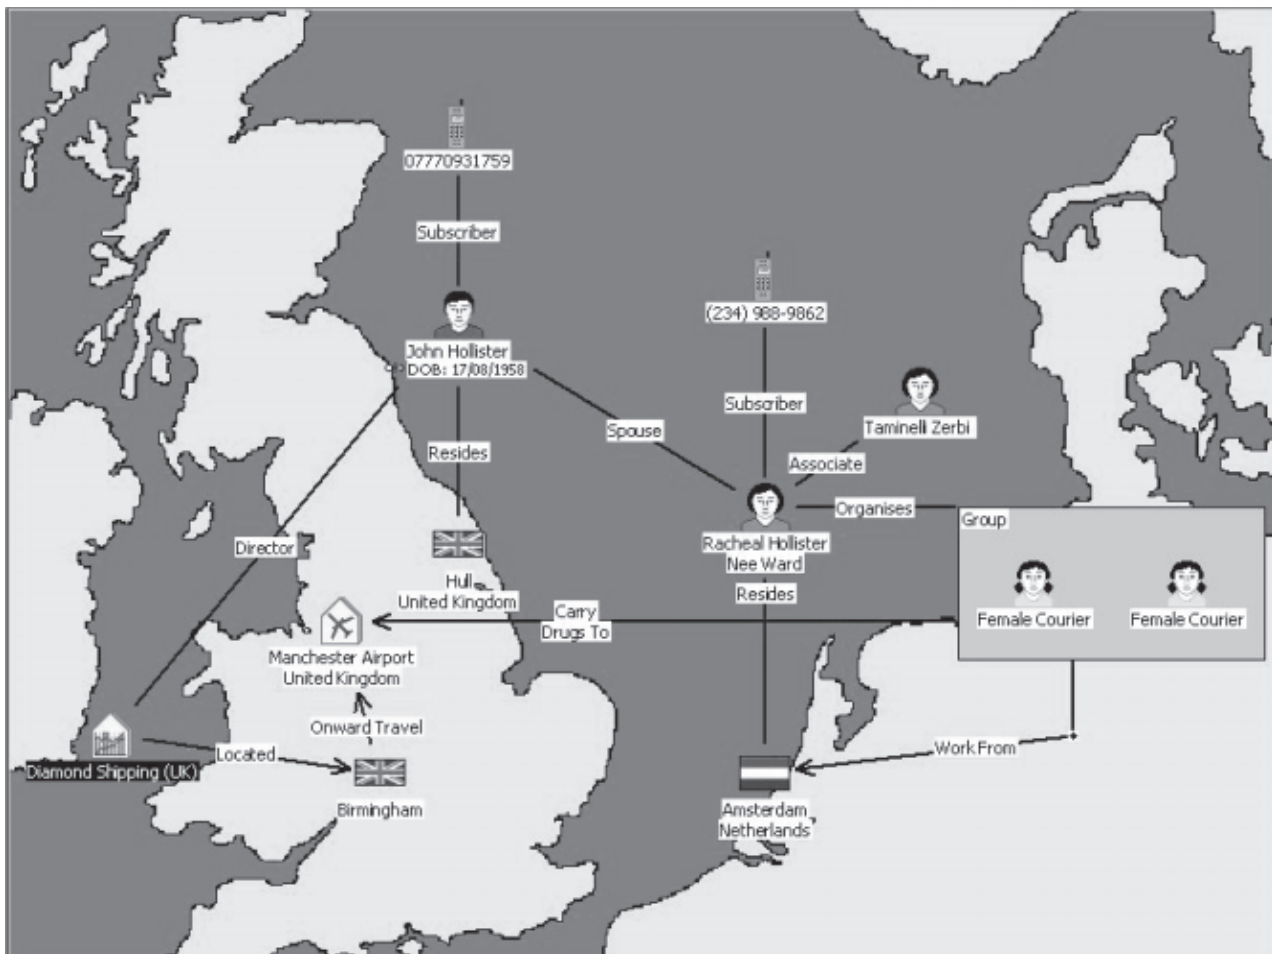 07770931759
Subscriber
(234) 988-9862
John Hollister
DOB: 17/08/1958
Subscriber
Taminelli Zerbi
Spouse
Resides
Associate
Organises
Group
Director
Racheal Hollister
Nee Ward
Hull
United Kingdom
Resides
Carry
Drugs To
Female Courier
Female Courier
Manchester Airport
United Kingdom
Onward Travel
Located
Work From
Diamond Shipping (UK)
Birmingham
Amsterdam
Netherlands